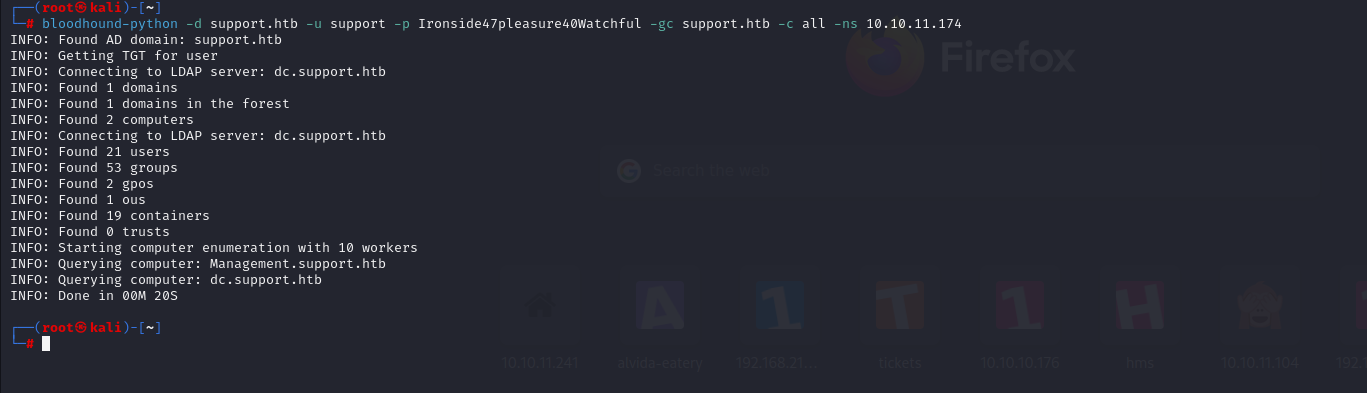 ┌──(root㉿kali)-[~]
└─# bloodhound-python -d support.htb -u support -p Ironside47pleasure40Watchful -gc support.htb -c all -ns 10.10.11.174
INFO: Found AD domain: support.htb
INFO: Getting TGT for user
INFO: Connecting to LDAP server: dc.support.htb
INFO: Found 1 domains
INFO: Found 1 domains in the forest
INFO: Found 2 computers
INFO: Connecting to LDAP server: dc.support.htb
INFO: Found 21 users
INFO: Found 53 groups
INFO: Found 2 gpos
INFO: Found 1 ous
INFO: Found 19 containers
INFO: Found 0 trusts
INFO: Starting computer enumeration with 10 workers
INFO: Querying computer: Management.support.htb
INFO: Querying computer: dc.support.htb
INFO: Done in 00M 20S
┌──(root㉿kali)-[~]
└─#
Firefox
Search the web
A
1
T
1
H
10.10.11.241
alvida-eatery
192.168.21...
tickets
10.10.10.176
hms
10.10.11.104
192.1